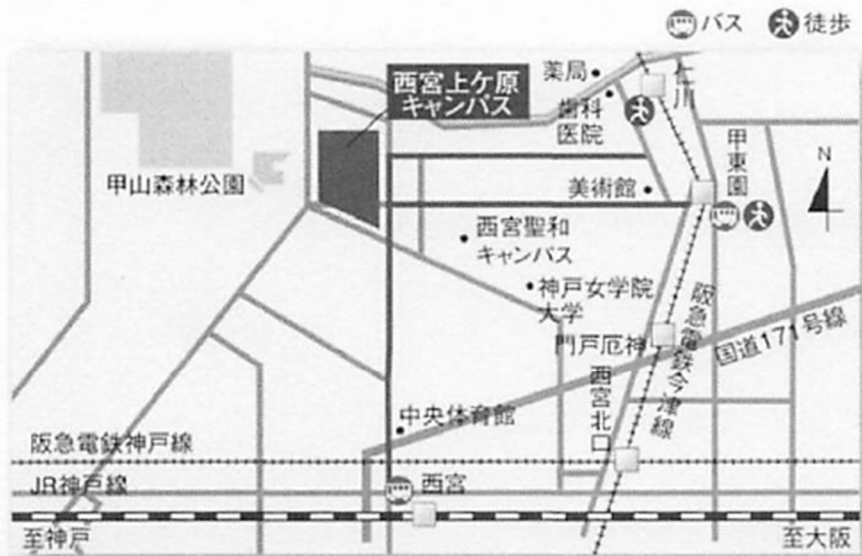 バス 徒歩
西宮上ケ原
キャンパス
薬局
歯科
医院
仁川
甲東園
N
甲山森林公園
美術館
西宮聖和
キャンパス
神戸女学院
大学
門戸厄神
阪急電鉄今津線
国道171号線
西宮北口
中央体育館
阪急電鉄神戸線
JR神戸線
西宮
至神戸
至大阪